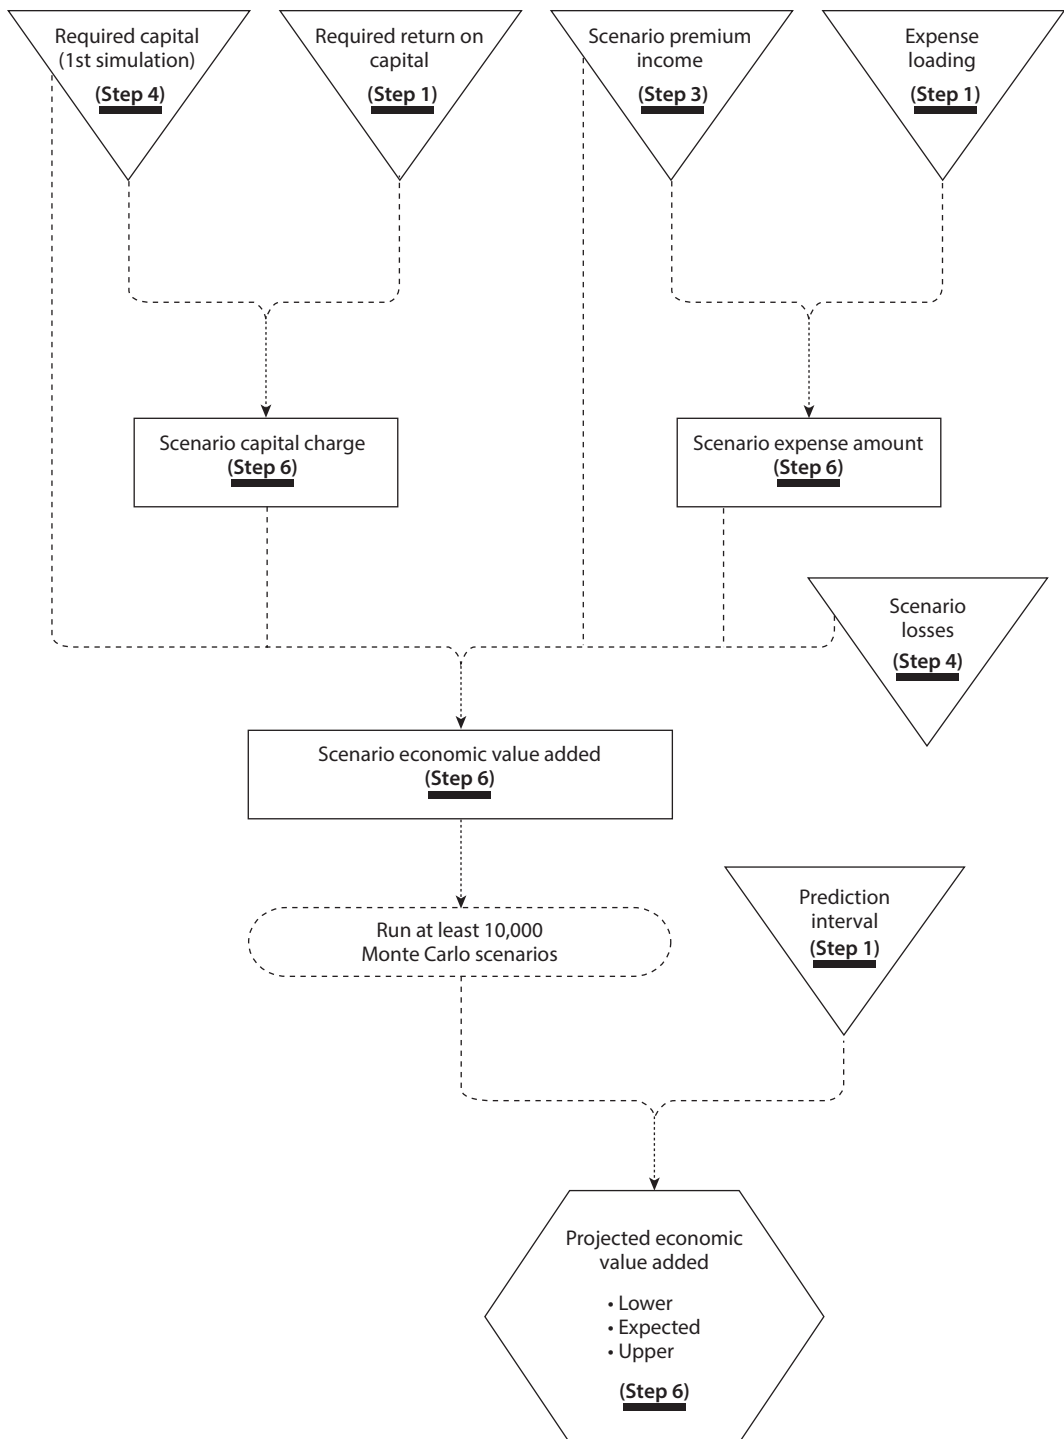 Required capital
(1st simulation)
(Step 4)
Required return on
capital
(Step 1)
Scenario premium
income
(Step 3)
Expense
loading
(Step 1)
Scenario capital charge
(Step 6)
Scenario expense amount
(Step 6)
Scenario
losses
(Step 4)
Scenario economic value added
(Step 6)
Run at least 10,000
Monte Carlo scenarios
Prediction
interval
(Step 1)
Projected economic
value added
• Lower
• Expected
• Upper
(Step 6)